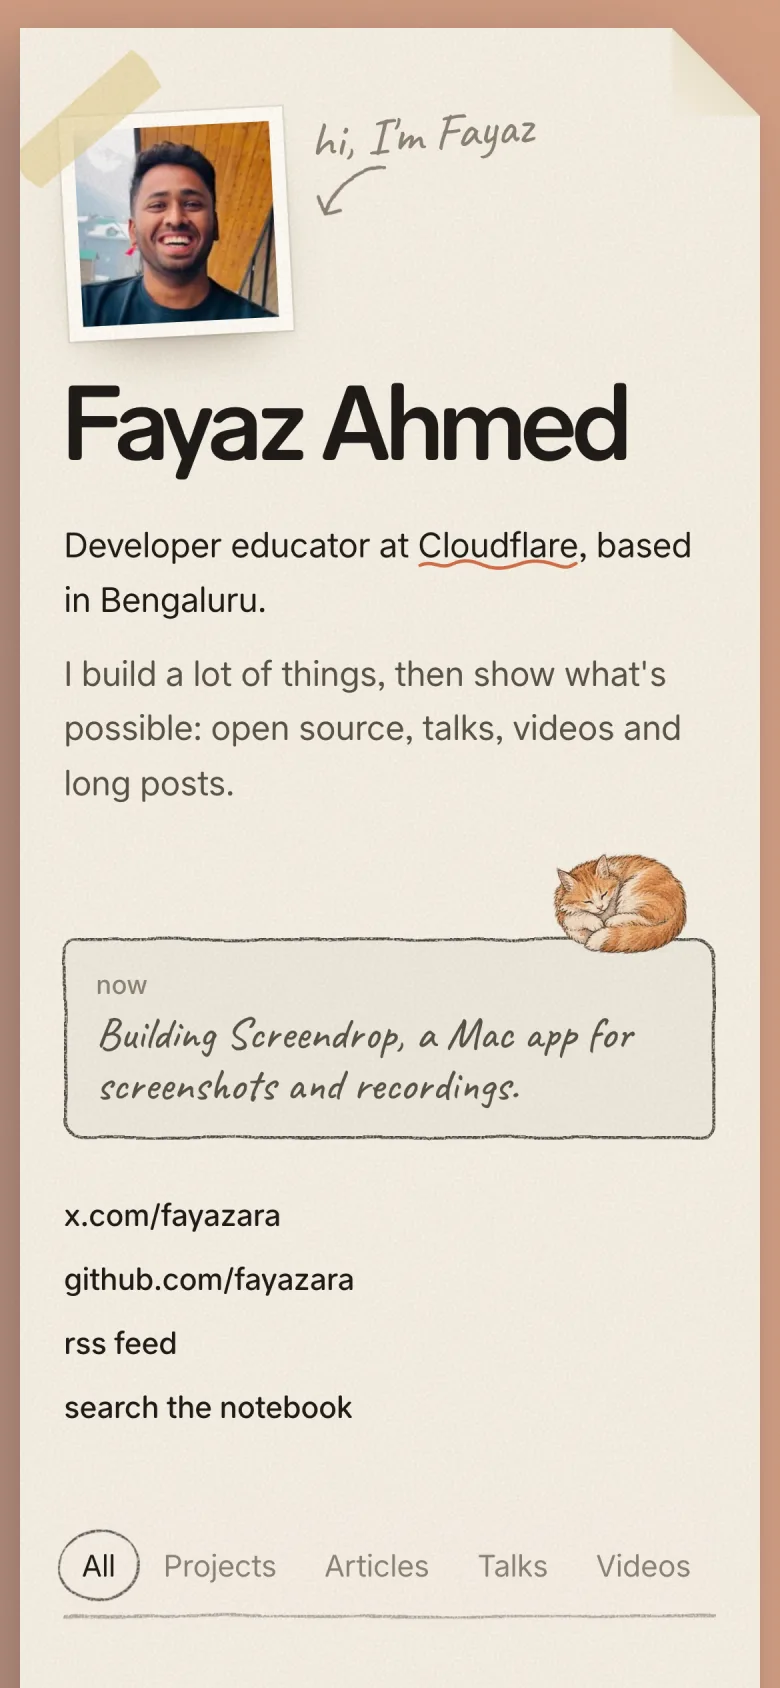 hi, I'm Fayaz
Fayaz Ahmed
Developer educator at Cloudflare, based
in Bengaluru.
I build a lot of things, then show what's
possible: open source, talks, videos and
long posts.
now
Building Screendrop, a Mac app for
screenshots and recordings.
x.com/fayazara
github.com/fayazara
rss feed
search the notebook
All Projects Articles Talks Videos